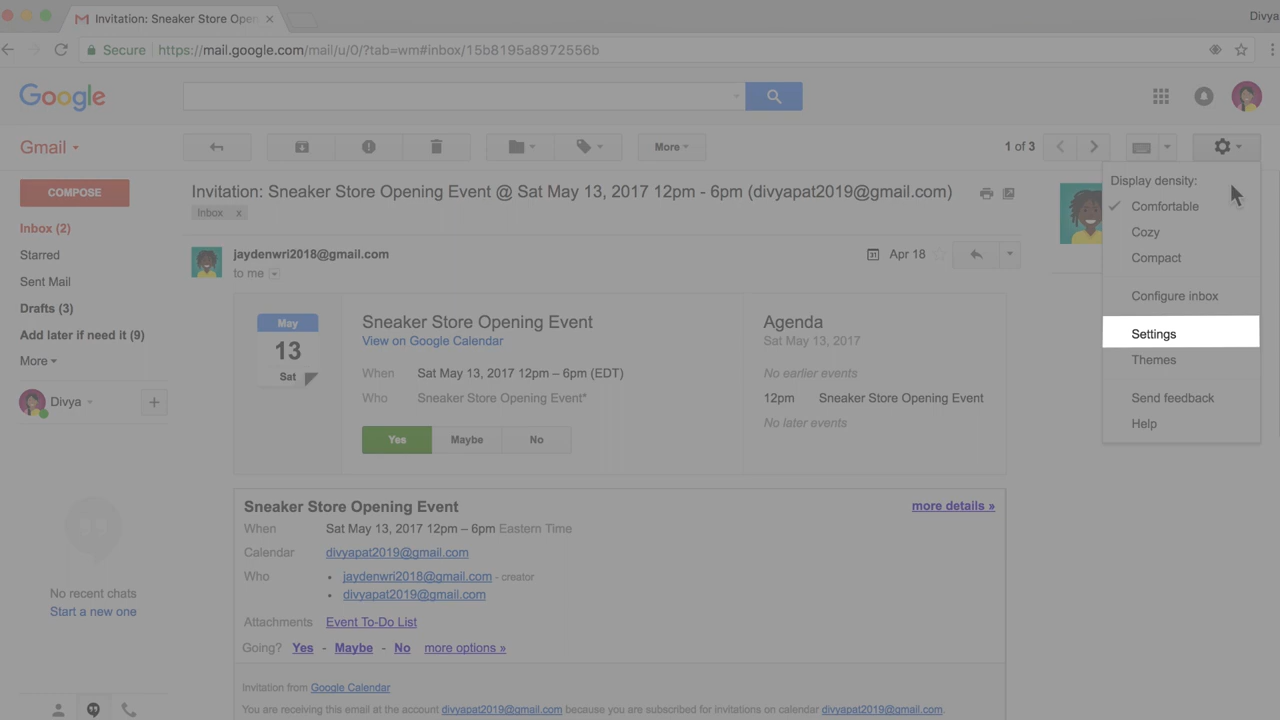 Invitation: Sneaker Store Open
Divya
Secure https://mail.google.com/mail/u/0/?tab=wm#inbox/15b8195a8972556b
Google
Gmail
More
1 of 3
COMPOSE
Inbox (2)
Starred
Sent Mail
Drafts (3)
Add later if need it (9)
More
Divya
No recent chats
Start a new one
Invitation: Sneaker Store Opening Event @ Sat May 13, 2017 12pm - 6pm (divyapat2019@gmail.com)
Inbox x
jaydenwri2018@gmail.com
to me
31 Apr 18
May
13
Sat
Sneaker Store Opening Event
View on Google Calendar
When Sat May 13, 2017 12pm – 6pm (EDT)
Who Sneaker Store Opening Event*
Yes Maybe No
Agenda
Sat May 13, 2017
No earlier events
12pm Sneaker Store Opening Event
No later events
Sneaker Store Opening Event more details »
When Sat May 13, 2017 12pm – 6pm Eastern Time
Calendar divyapat2019@gmail.com
Who • jaydenwri2018@gmail.com - creator
• divyapat2019@gmail.com
Attachments Event To-Do List
Going? Yes - Maybe - No more options »
Invitation from Google Calendar
You are receiving this email at the account divyapat2019@gmail.com because you are subscribed for invitations on calendar divyapat2019@gmail.com.
Display density:
Comfortable
Cozy
Compact
Configure inbox
Settings
Themes
Send feedback
Help